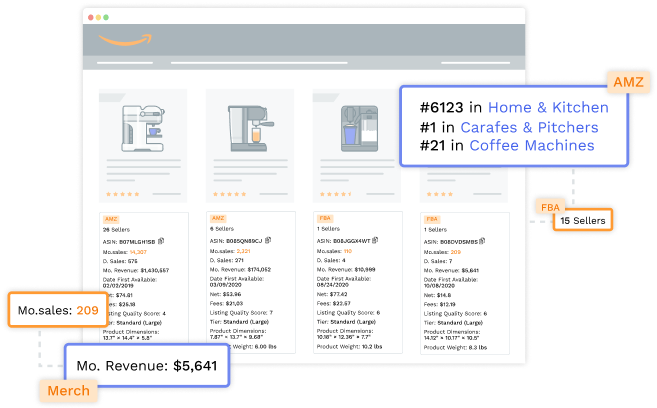 AMZ
#6123 in Home & Kitchen
#1 in Carafes & Pitchers
#21 in Coffee Machines
FBA
15 Sellers
AMZ
26 Sellers
ASIN: B07MLGH1SB
Mo.sales: 14,307
D. Sales: 575
Mo. Revenue: $1,430,557
Date First Available:
02/02/2019
Net: $74.81
Fees: $25.18
Listing Quality Score: 4
Tier: Standard (Large)
Product Dimensions:
13.7" × 14.4" × 5.8"
AMZ
6 Sellers
ASIN: B085QN89CJ
Mo.sales: 2,321
D. Sales: 271
Mo. Revenue: $174,052
Date First Available:
03/09/2020
Net: $53.96
Fees: $21,03
Listing Quality Score: 7
Tier: Standard (Large)
Product Dimensions:
7.87" × 13.7" × 9.68"
Product Weight: 6.00 lbs
FBA
1 Sellers
ASIN: B08JGGX4WT
Mo.sales: 110
D. Sales: 4
Mo. Revenue: $10,999
Date First Available:
08/24/2020
Net: $77.42
Fees: $22.57
Listing Quality Score: 6
Tier: Standard (Large)
Product Dimensions:
10.16" × 12.36" × 7.7"
Product Weight: 10.2 lbs
FBA
1 Sellers
ASIN: B08DVDSM8S
Mo.sales: 209
D. Sales: 7
Mo. Revenue: $5,641
Date First Available:
10/08/2020
Net: $14.8
Fees: $12.19
Listing Quality Score: 6
Tier: Standard (Large)
Product Dimensions:
14.12" × 10.17" × 10.5"
Product Weight: 8.3 lbs
Mo.sales: 209
Mo. Revenue: $5,641
Merch